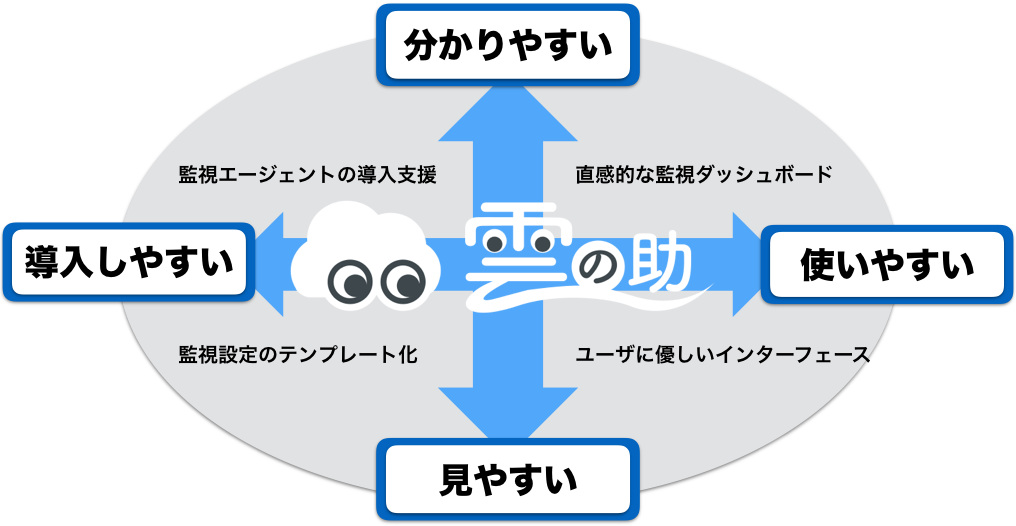 分かりやすい
監視エージェントの導入支援
直感的な監視ダッシュボード
導入しやすい
雲の助
使いやすい
監視設定のテンプレート化
ユーザに優しいインターフェース
見やすい